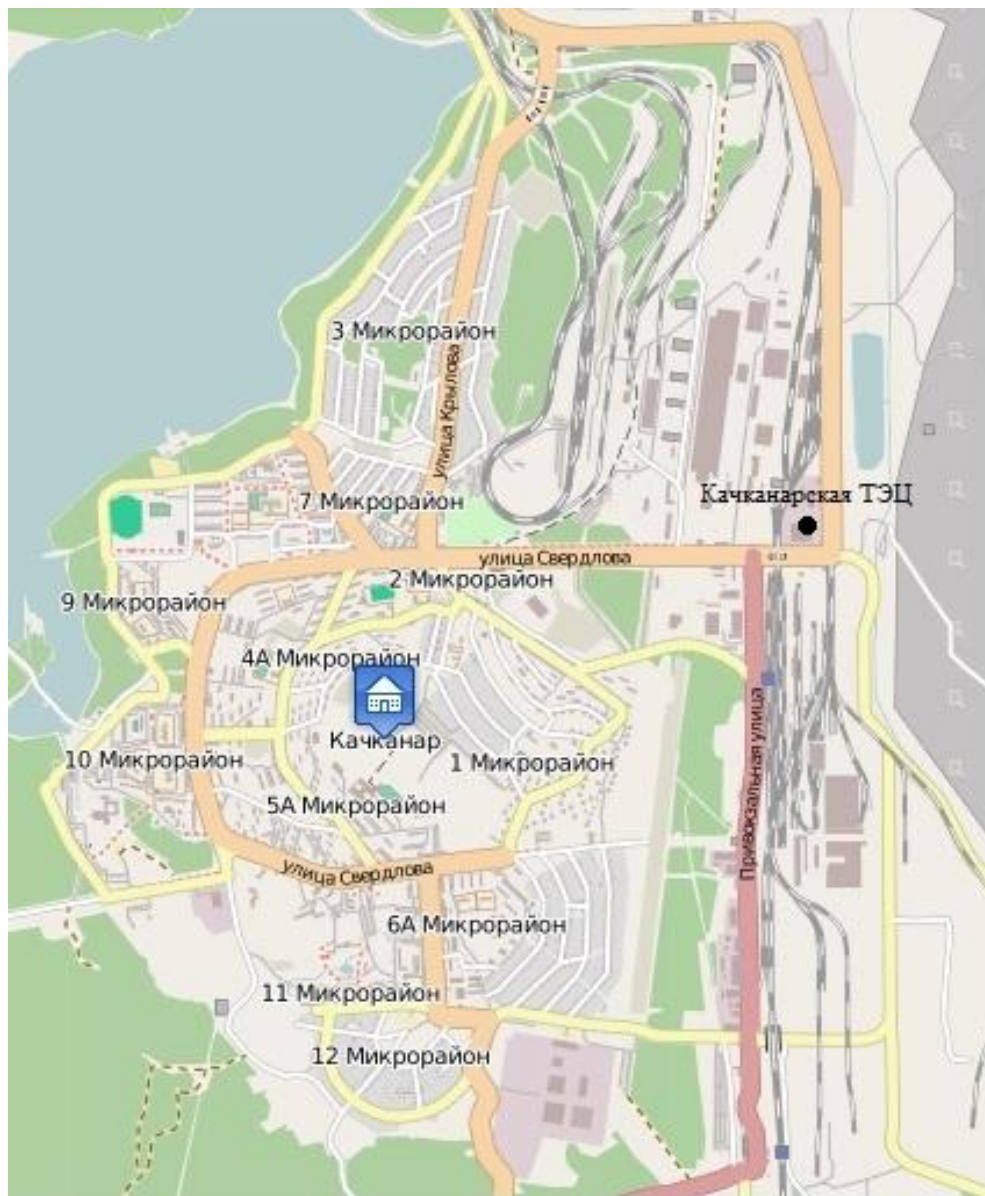 3 Микрорайон
улица Крылова
Качканарская ТЭЦ
7 Микрорайон
улица Свердлова
2 Микрорайон
9 Микрорайон
4А Микрорайон
Качканар
10 Микрорайон
1 Микрорайон
Привокзальная улица
5А Микрорайон
улица Свердлова
6А Микрорайон
11 Микрорайон
12 Микрорайон